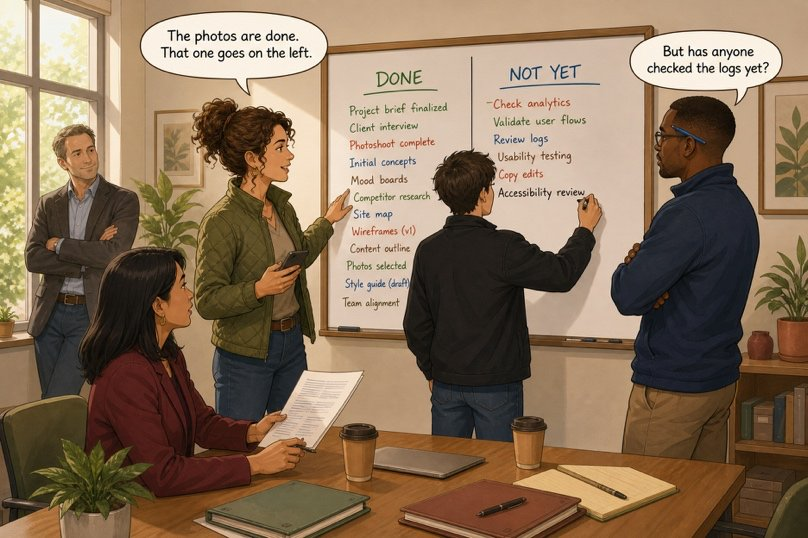 The photos are done.
That one goes on the left.
But has anyone
checked the logs yet?
DONE
Project brief finalized
Client interview
Photoshoot complete
Initial concepts
Mood boards
Competitor research
Site map
Wireframes (v1)
Content outline
Photos selected
Style guide (draft)
Team alignment
NOT YET
Check analytics
Validate user flows
Review logs
Usability testing
Copy edits
Accessibility review